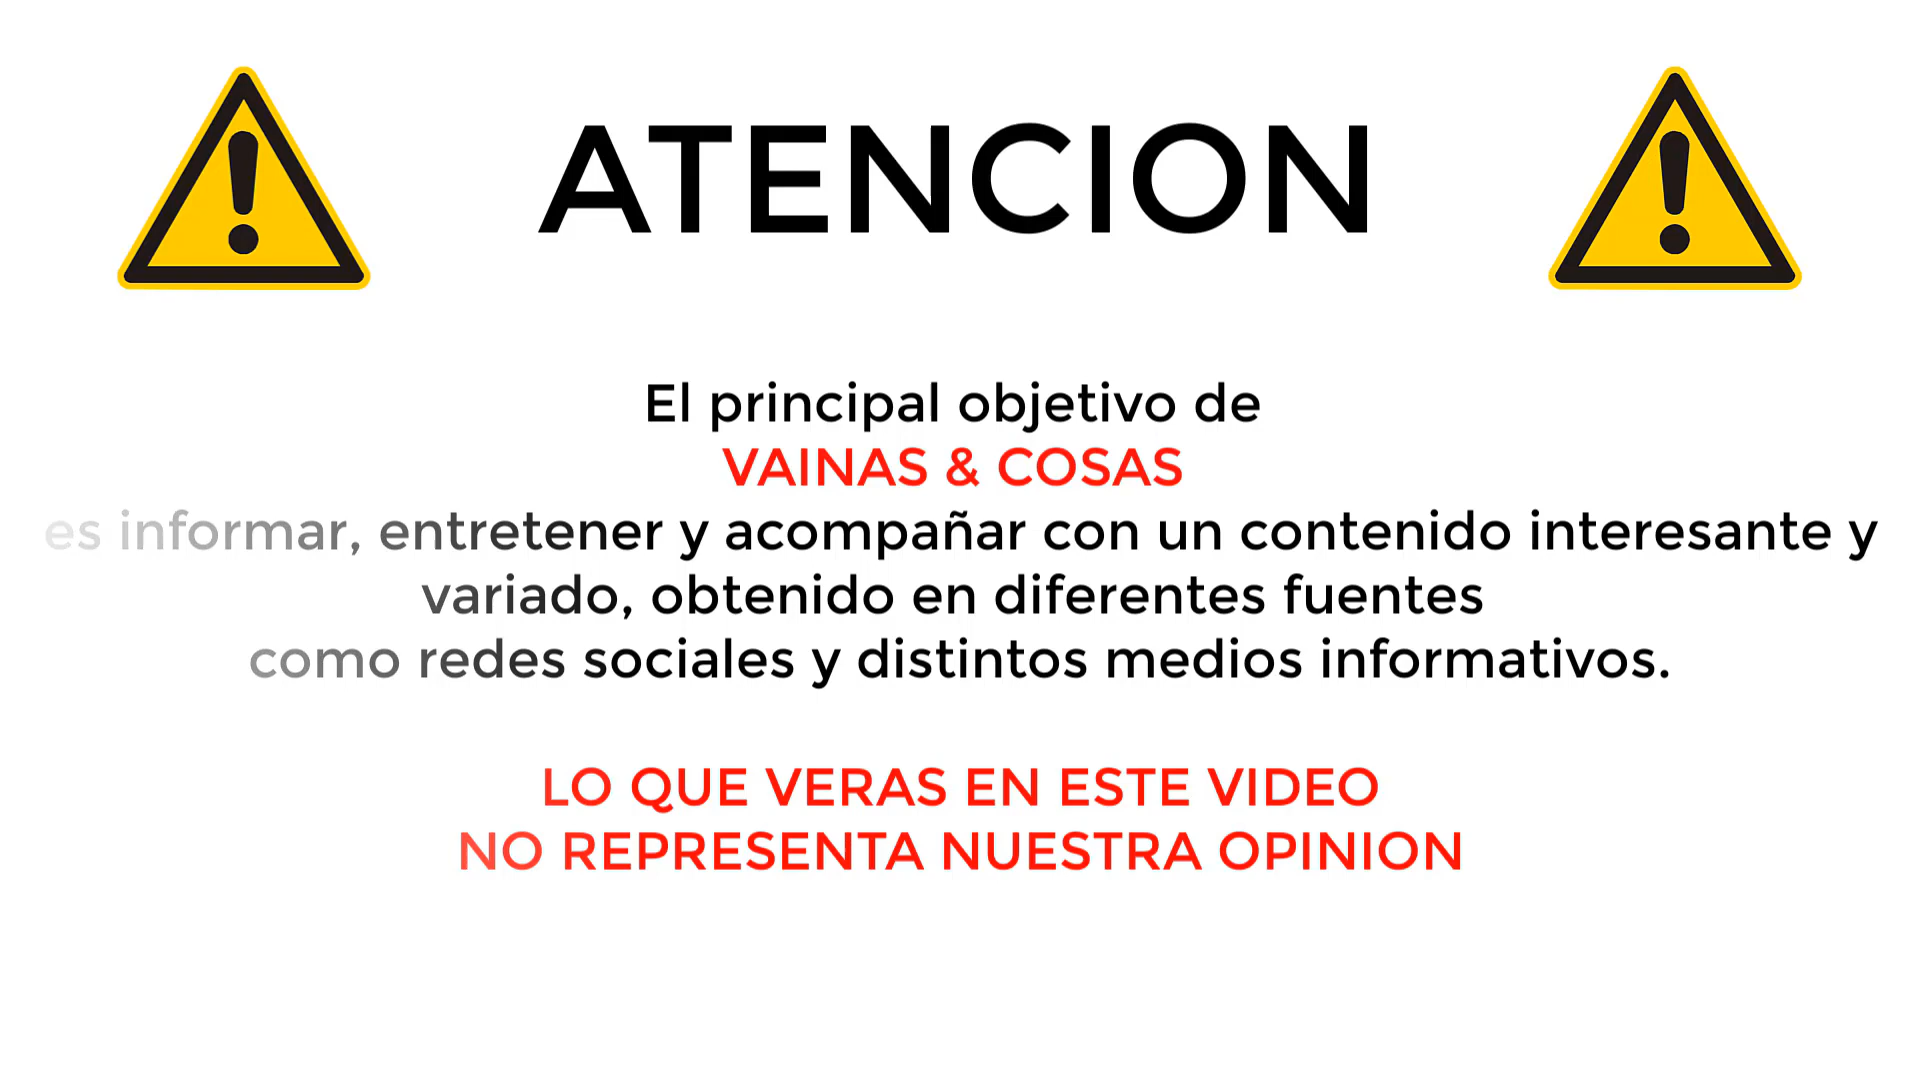 ATENCION
El principal objetivo de
VAINAS & COSAS
es informar, entretener y acompañar con un contenido interesante y
variado, obtenido en diferentes fuentes
como redes sociales y distintos medios informativos.
LO QUE VERAS EN ESTE VIDEO
NO REPRESENTA NUESTRA OPINION